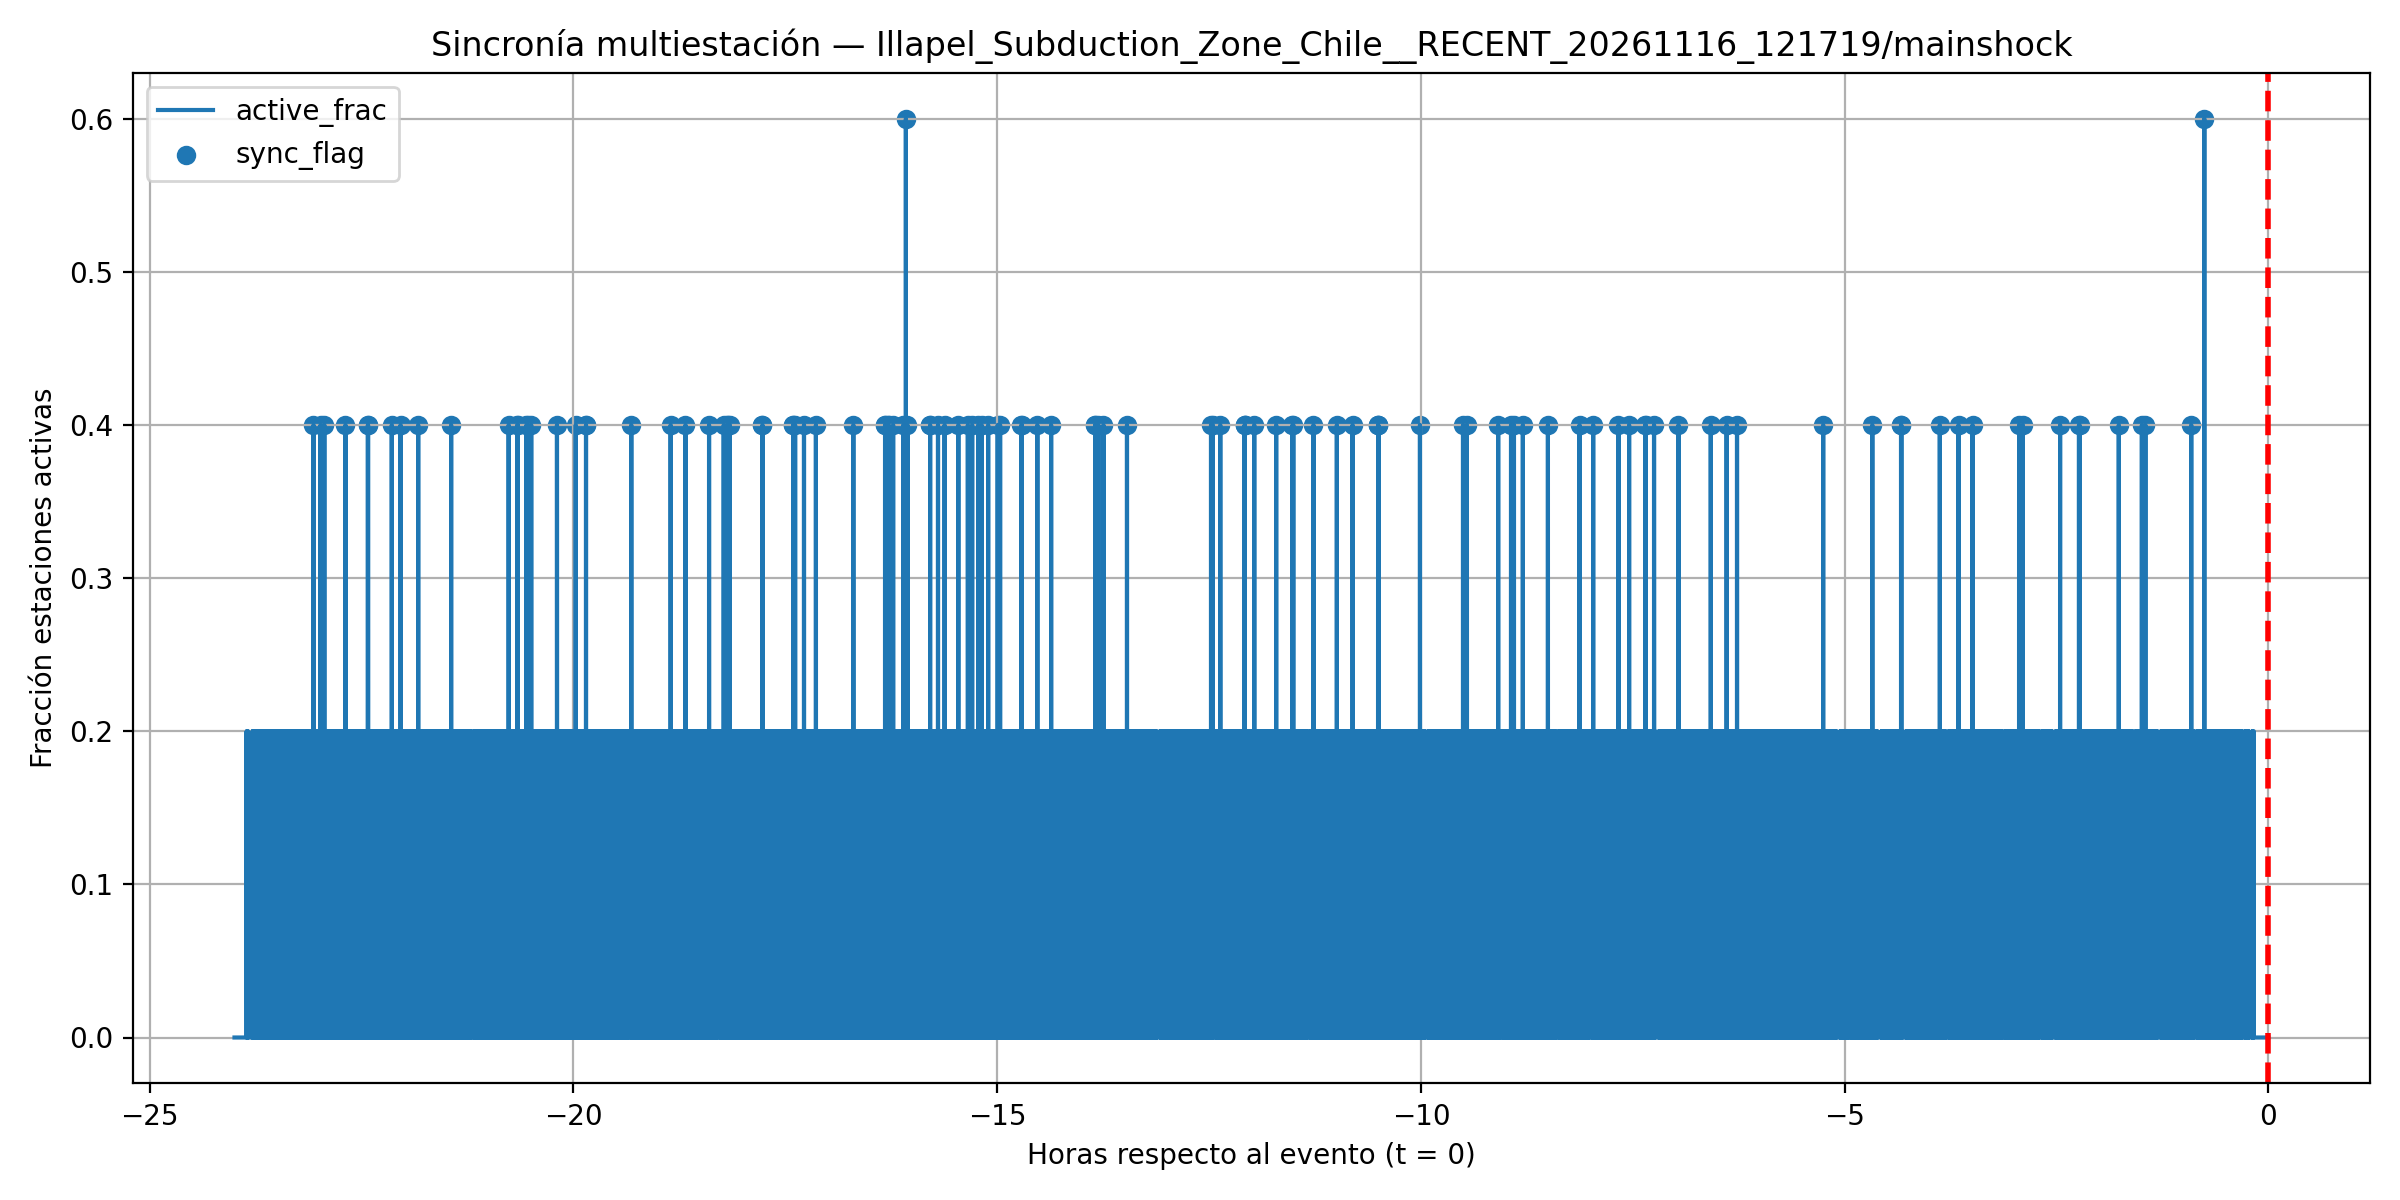 Sincronía multiestación — Illapel_Subduction_Zone_Chile__RECENT_20261116_121719/mainshock
active_frac
sync_flag
Fracción estaciones activas
0.6
0.5
0.4
0.3
0.2
0.1
0.0
−25
−20
−15
−10
−5
0
Horas respecto al evento (t = 0)